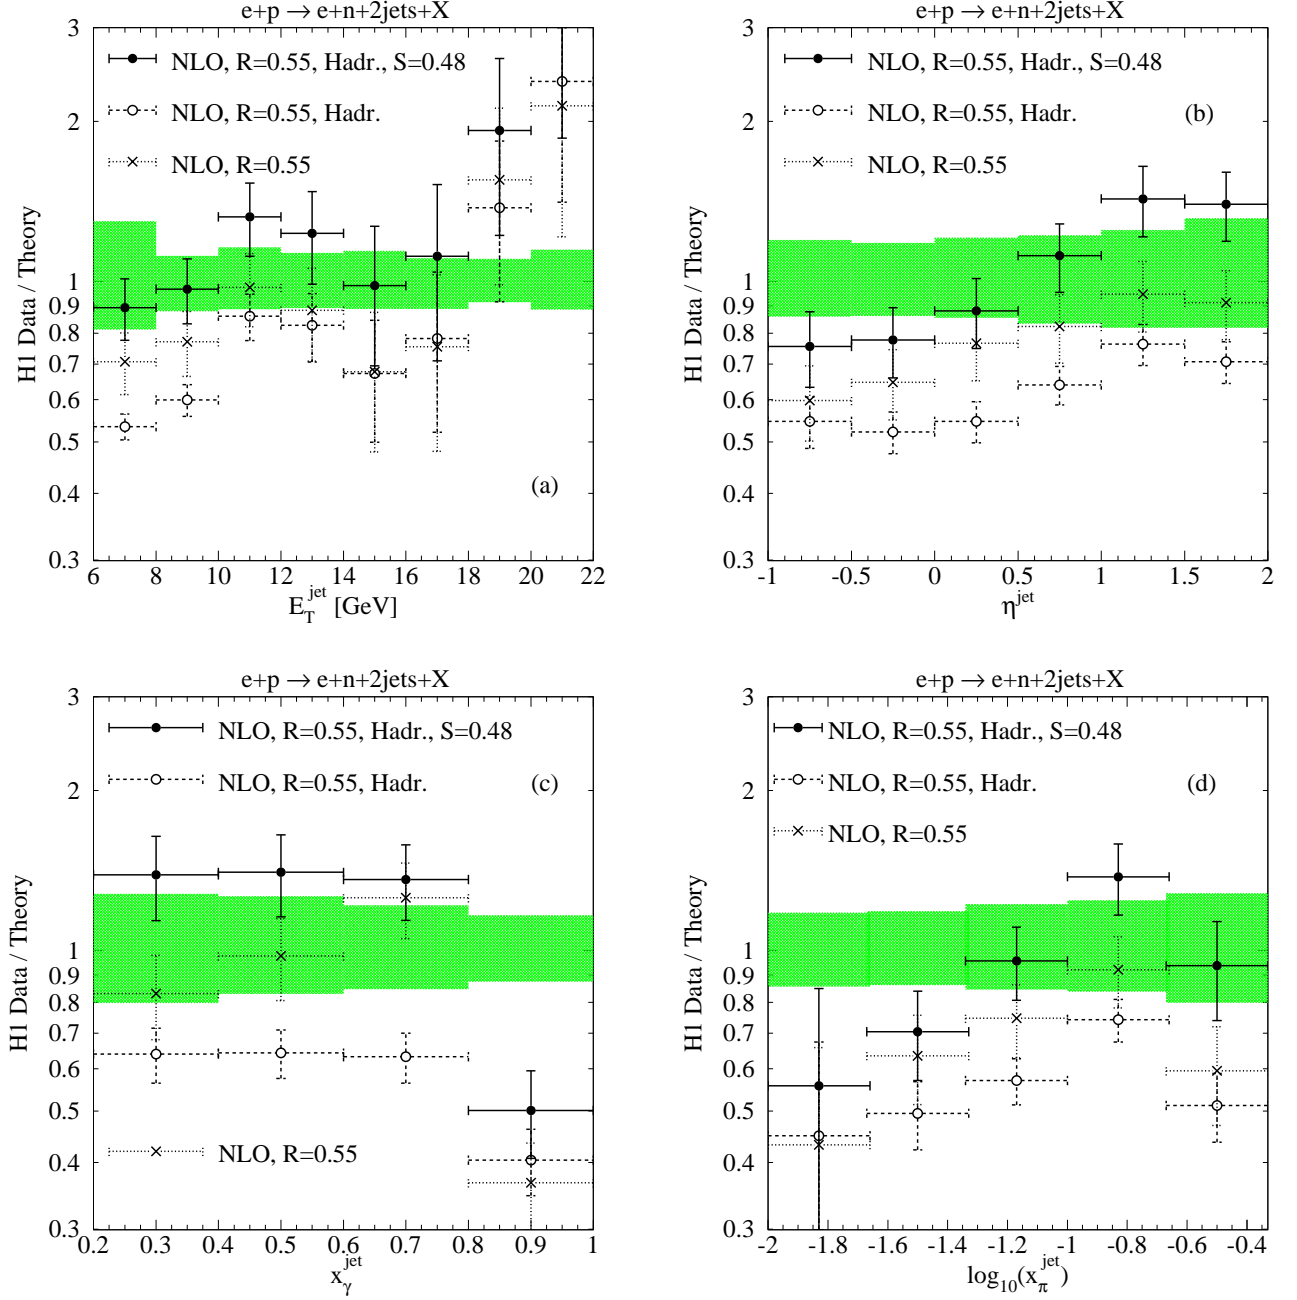 e+p → e+n+2jets+X
NLO, R=0.55, Hadr., S=0.48
NLO, R=0.55, Hadr.
NLO, R=0.55
(a)
H1 Data / Theory
3
2
1
0.9
0.8
0.7
0.6
0.5
0.4
0.3
6 8 10 12 14 16 18 20 22
E_T^jet [GeV]
e+p → e+n+2jets+X
NLO, R=0.55, Hadr., S=0.48
NLO, R=0.55, Hadr.
(b)
NLO, R=0.55
H1 Data / Theory
3
2
1
0.9
0.8
0.7
0.6
0.5
0.4
0.3
-1 -0.5 0 0.5 1 1.5 2
η^jet
e+p → e+n+2jets+X
NLO, R=0.55, Hadr., S=0.48
NLO, R=0.55, Hadr.
(c)
NLO, R=0.55
H1 Data / Theory
3
2
1
0.9
0.8
0.7
0.6
0.5
0.4
0.3
0.2 0.3 0.4 0.5 0.6 0.7 0.8 0.9 1
x_γ^jet
e+p → e+n+2jets+X
NLO, R=0.55, Hadr., S=0.48
NLO, R=0.55, Hadr.
(d)
NLO, R=0.55
H1 Data / Theory
3
2
1
0.9
0.8
0.7
0.6
0.5
0.4
0.3
-2 -1.8 -1.6 -1.4 -1.2 -1 -0.8 -0.6 -0.4
log_10(x_π^jet)